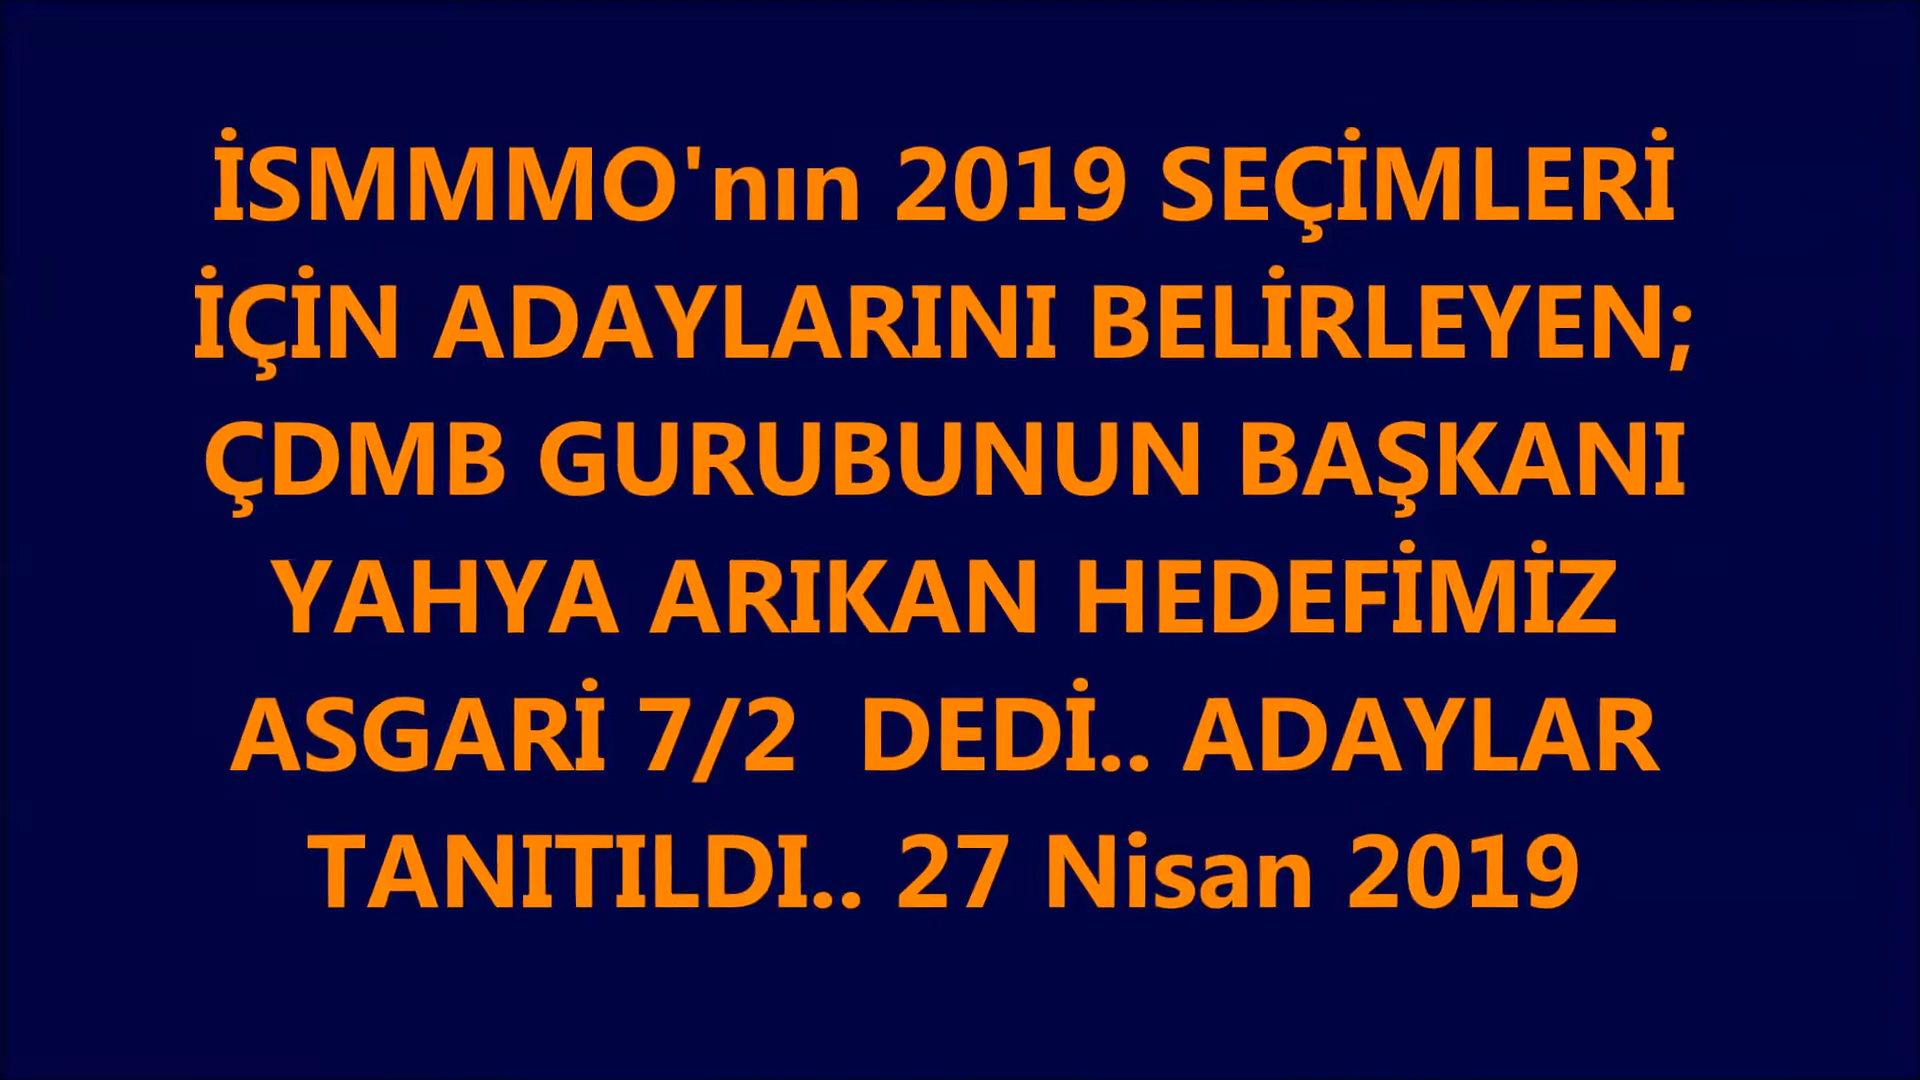 İSMMMO'nın 2019 SEÇİMLERİ
İÇİN ADAYLARINI BELİRLEYEN;
ÇDMB GURUBUNUN BAŞKANI
YAHYA ARIKAN HEDEFİMİZ
ASGARİ 7/2  DEDİ.. ADAYLAR
TANITILDI.. 27 Nisan 2019